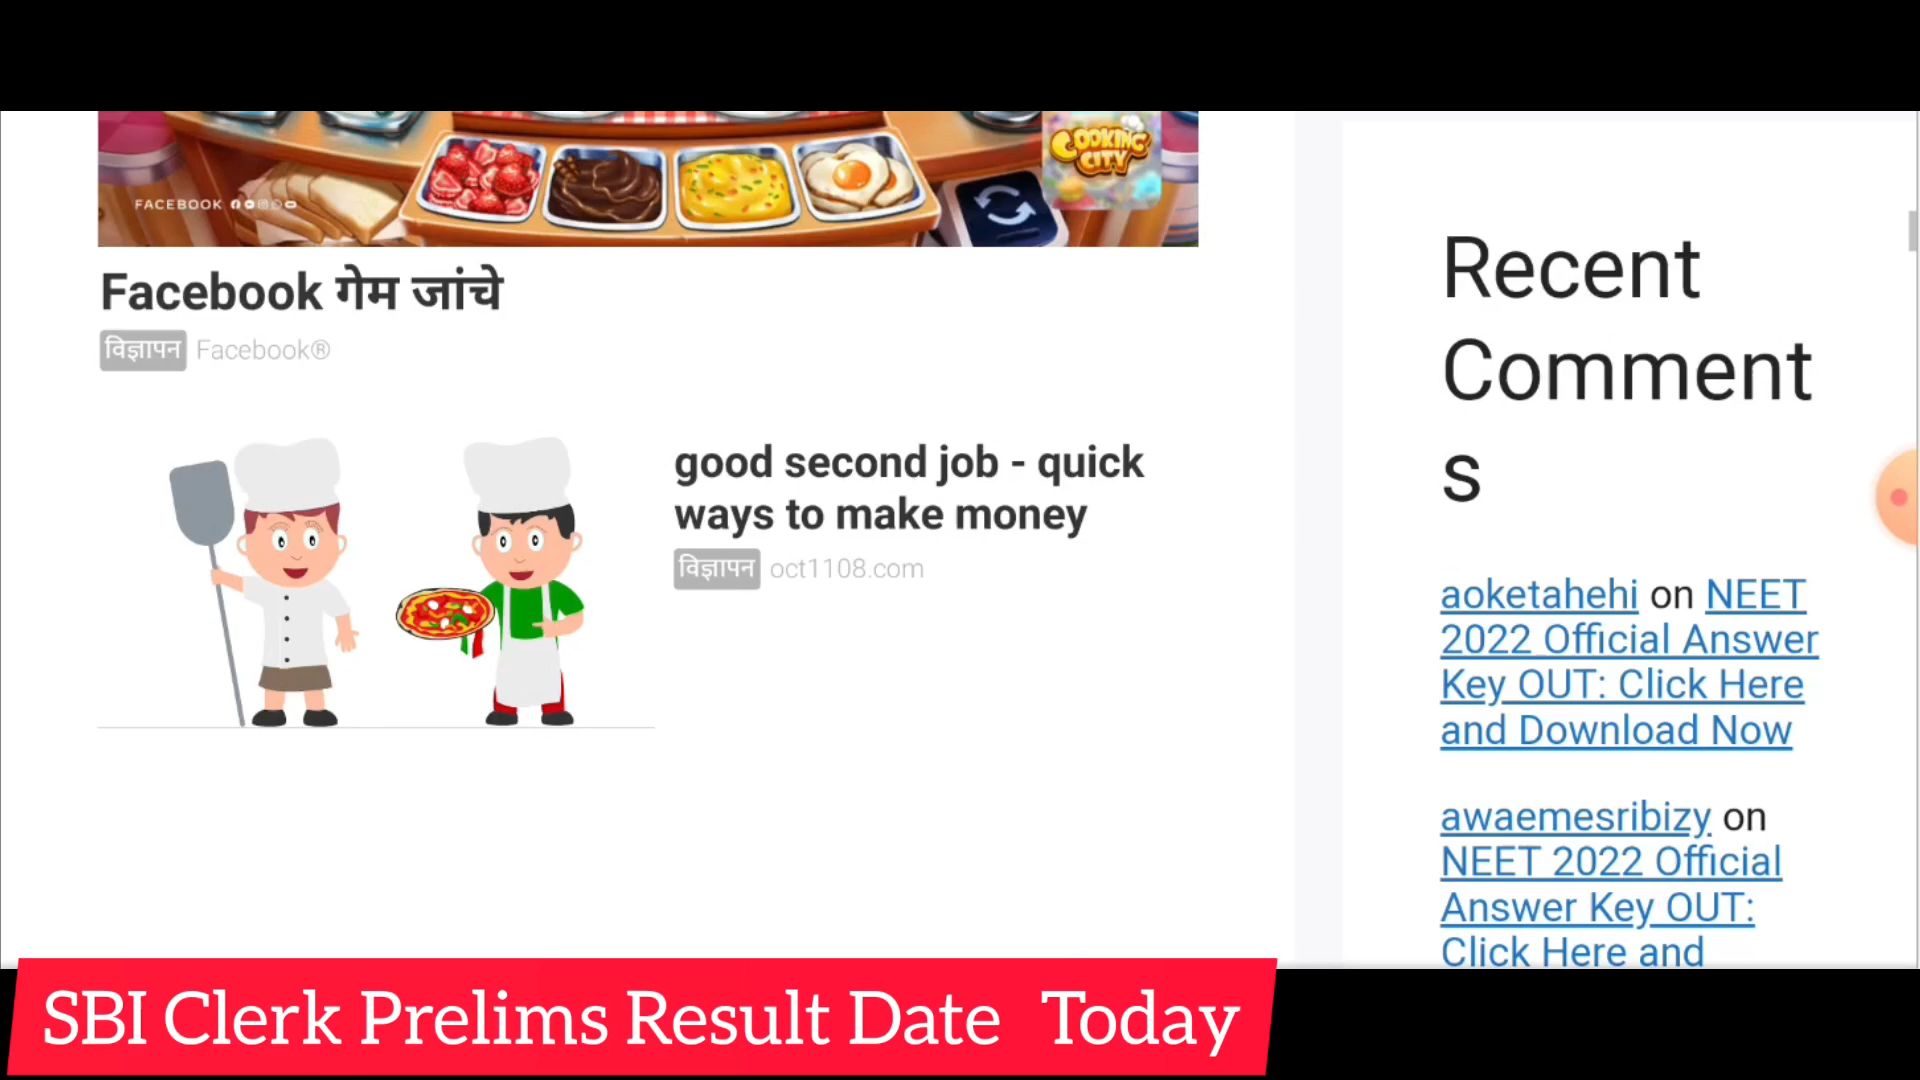 COOKING
CITY
FACEBOOK
Facebook गेम जांचे
विज्ञापन Facebook®
good second job - quick
ways to make money
विज्ञापन oct1108.com
Recent
Comment
s
aoketahehi on NEET
2022 Official Answer
Key OUT: Click Here
and Download Now
awaemesribizy on
NEET 2022 Official
Answer Key OUT:
Click Here and
SBI Clerk Prelims Result Date Today